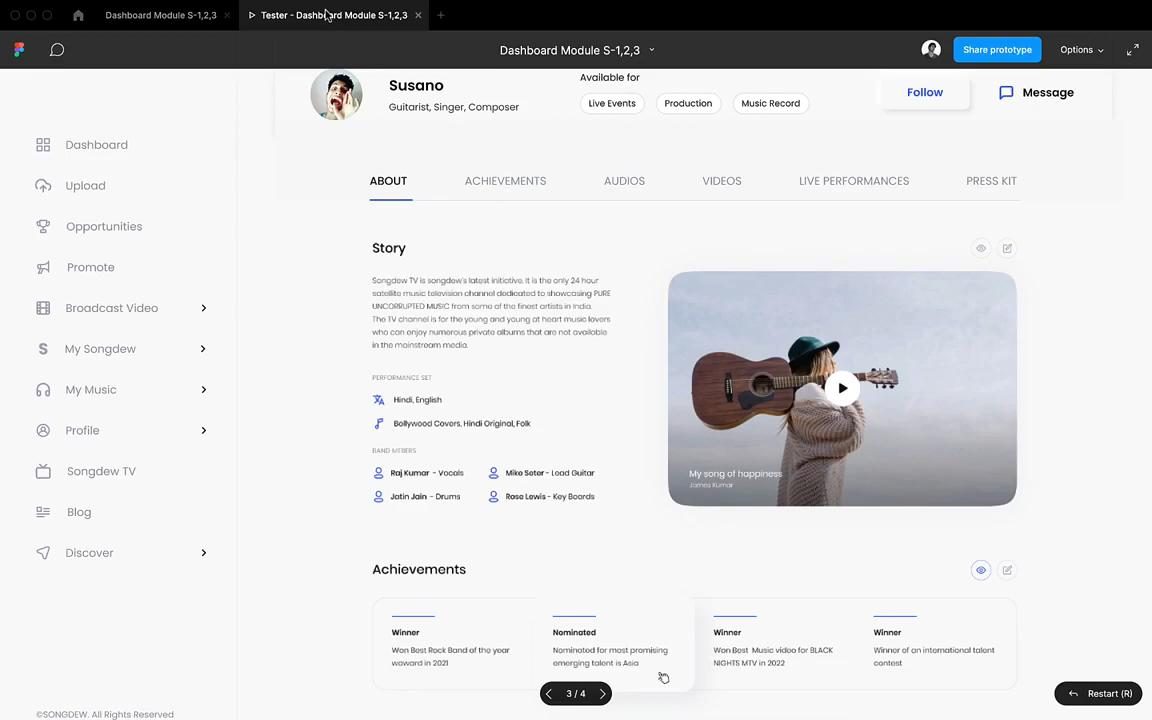 Dashboard Module S-1,2,3
Tester - Dashboard Module S-1,2,3
Dashboard Module S-1,2,3
Share prototype
Options
Susano
Guitarist, Singer, Composer
Available for
Live Events
Production
Music Record
Follow
Message
Dashboard
Upload
Opportunities
Promote
Broadcast Video
My Songdew
My Music
Profile
Songdew TV
Blog
Discover
©SONGDEW. All Rights Reserved
ABOUT
ACHIEVEMENTS
AUDIOS
VIDEOS
LIVE PERFORMANCES
PRESS KIT
Story
Songdew TV is songdew's latest initiative. It is the only 24 hour
satellite music television channel dedicated to showcasing PURE
UNCORRUPTED MUSIC from some of the finest artists in India.
The TV channel is for the young and young at heart music lovers
who can enjoy numerous private albums that are not available
in the mainstream media.
PERFORMANCE SET
Hindi, English
Bollywood Covers, Hindi Original, Folk
BAND MEBERS
Raj Kumar - Vocals
Mike Seter - Lead Guitar
Jatin Jain - Drums
Rose Lewis - Key Boards
My song of happiness
James Kumar
Achievements
Winner
Won Best Rock Band of the year
waward in 2021
Nominated
Nominated for most promising
emerging talent is Asia
Winner
Won Best Music video for BLACK
NIGHTS MTV in 2022
Winner
Winner of an international talent
contest
3 / 4
Restart (R)